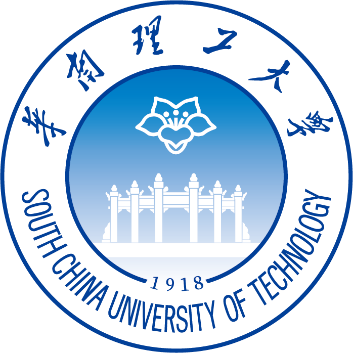 华南理工大学
1918
SOUTH CHINA UNIVERSITY OF TECHNOLOGY